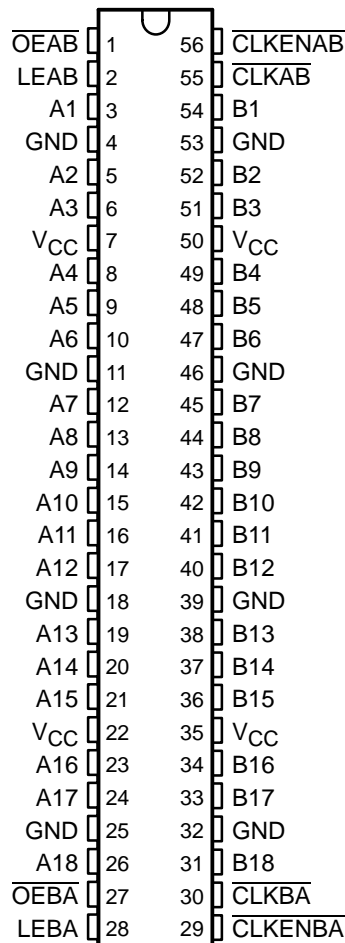 OEAB 1 56 CLKENAB
LEAB 2 55 CLKAB
A1 3 54 B1
GND 4 53 GND
A2 5 52 B2
A3 6 51 B3
VCC 7 50 VCC
A4 8 49 B4
A5 9 48 B5
A6 10 47 B6
GND 11 46 GND
A7 12 45 B7
A8 13 44 B8
A9 14 43 B9
A10 15 42 B10
A11 16 41 B11
A12 17 40 B12
GND 18 39 GND
A13 19 38 B13
A14 20 37 B14
A15 21 36 B15
VCC 22 35 VCC
A16 23 34 B16
A17 24 33 B17
GND 25 32 GND
A18 26 31 B18
OEBA 27 30 CLKBA
LEBA 28 29 CLKENBA